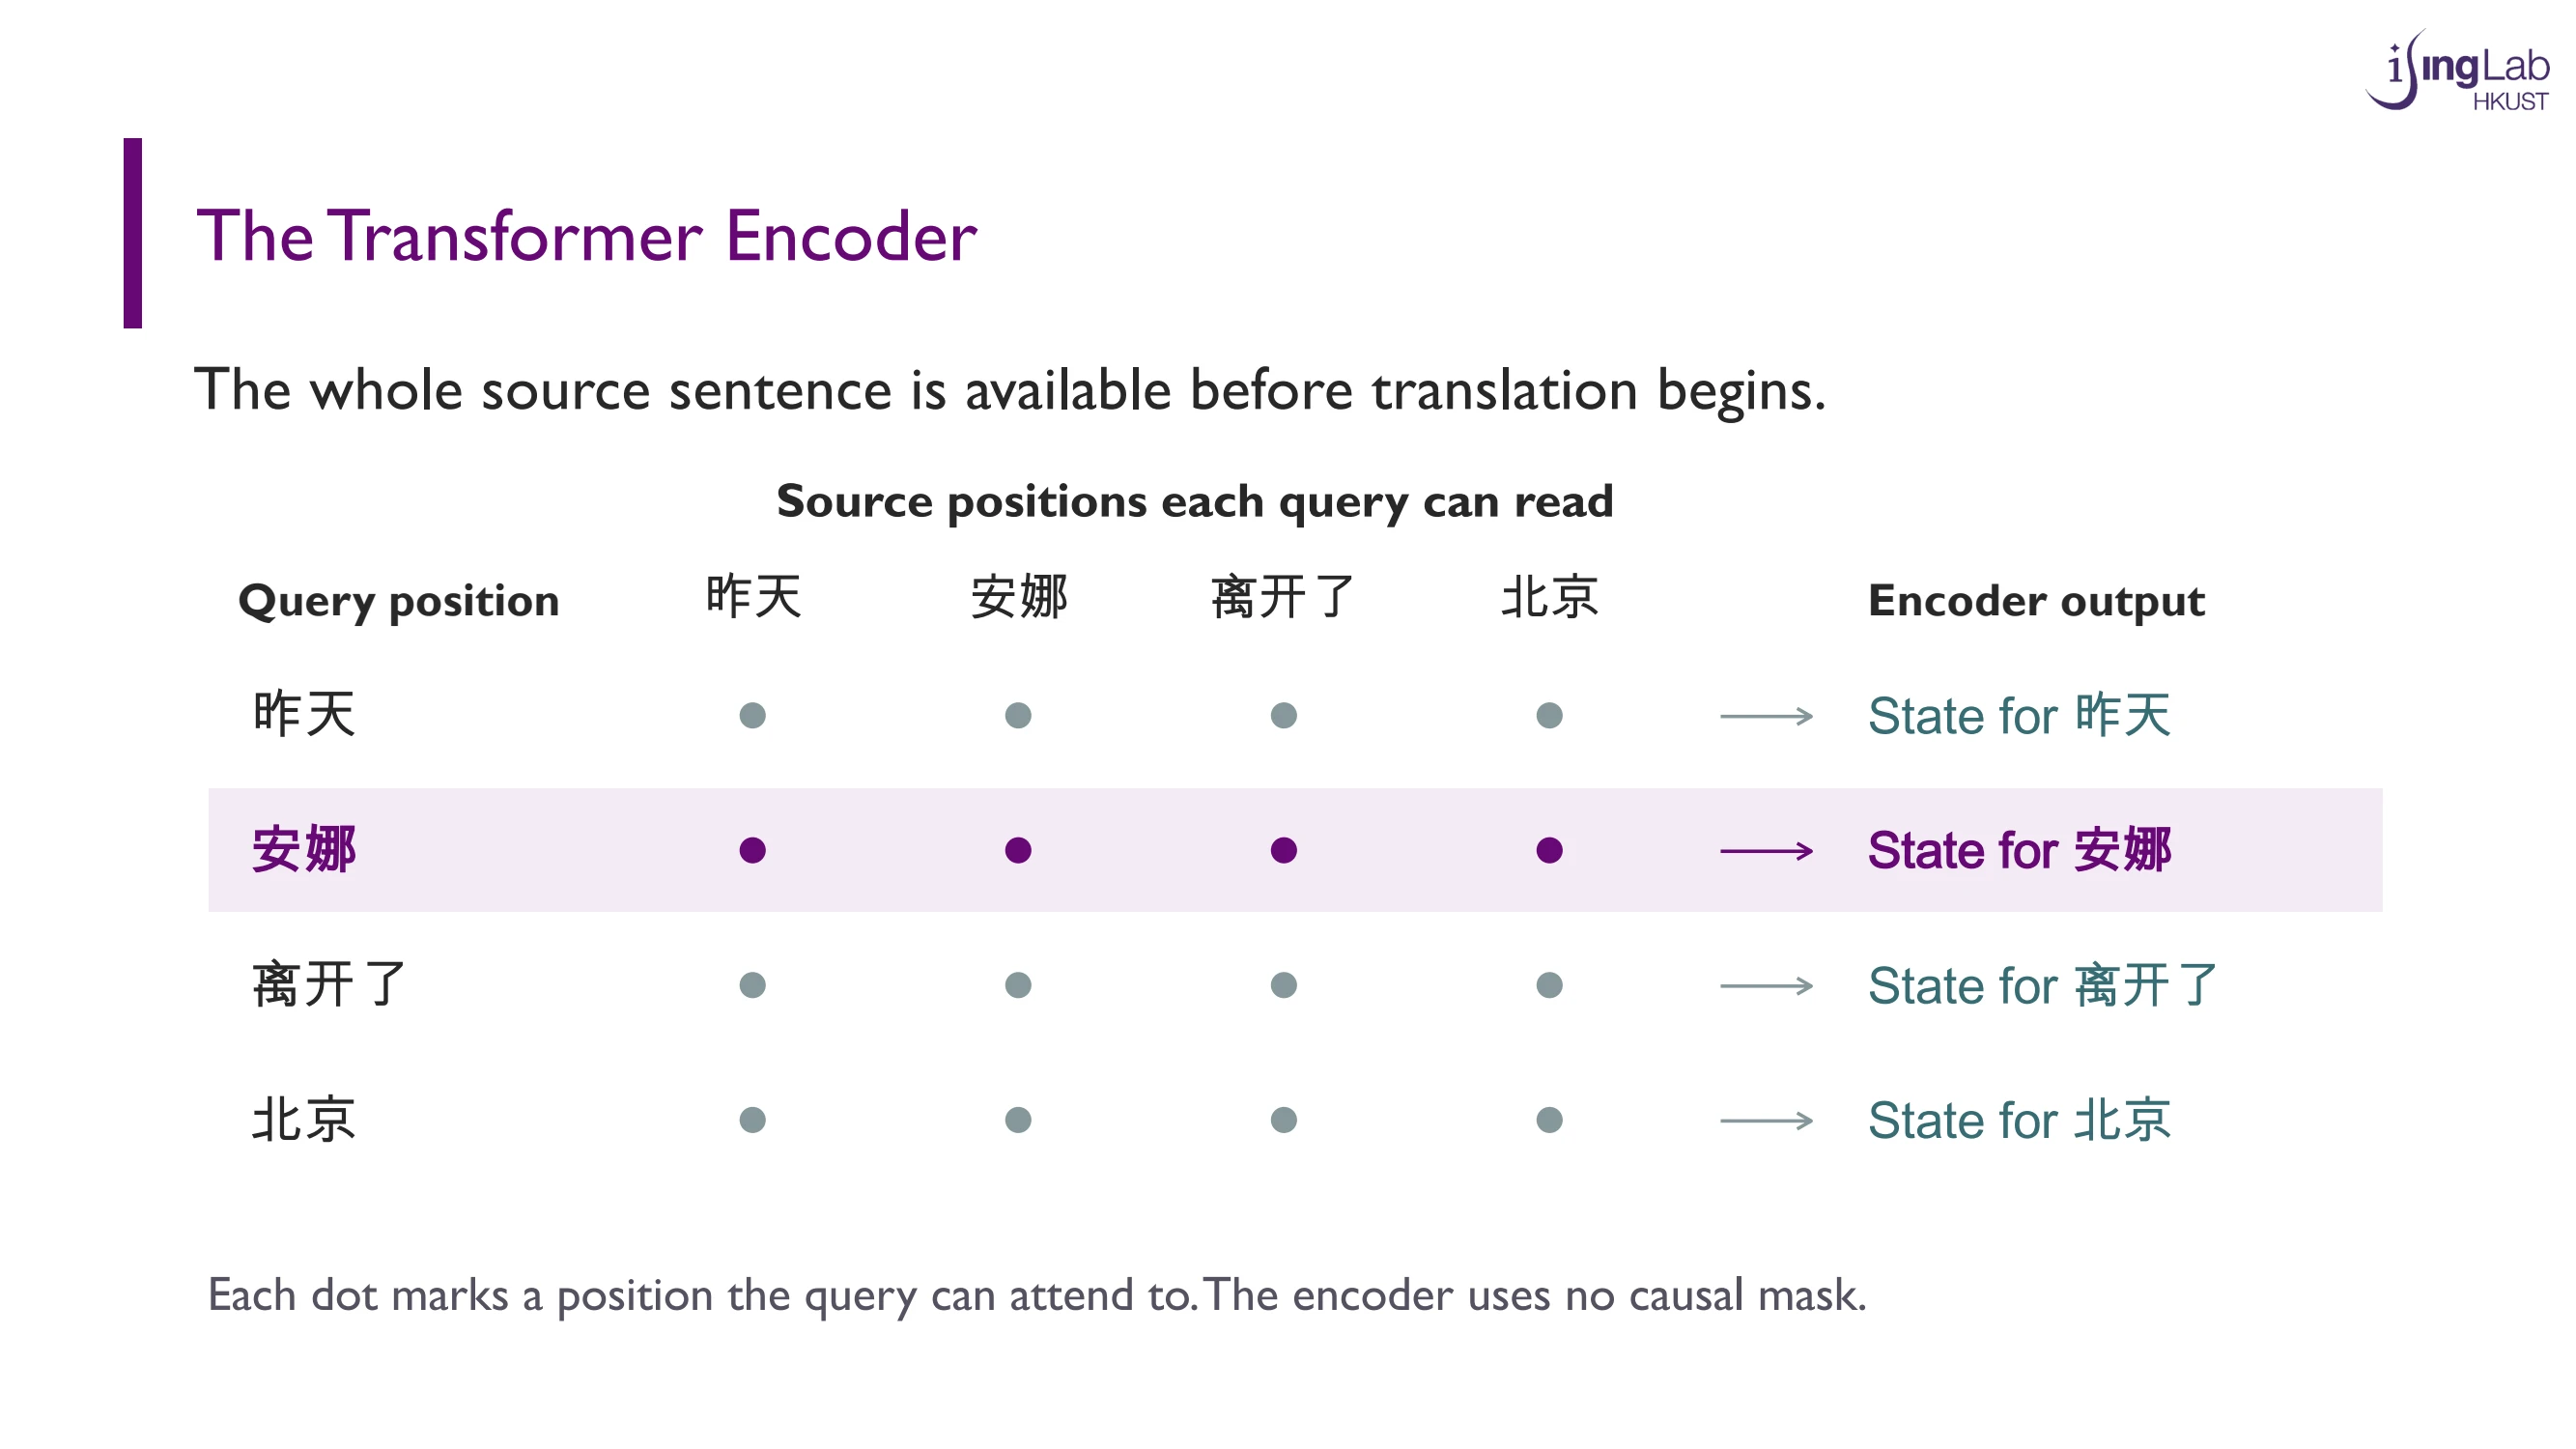 iSingLab
HKUST
The Transformer Encoder
The whole source sentence is available before translation begins.
Source positions each query can read
Query position 昨天 安娜 离开了 北京 Encoder output
昨天 State for 昨天
安娜 State for 安娜
离开了 State for 离开了
北京 State for 北京
Each dot marks a position the query can attend to. The encoder uses no causal mask.